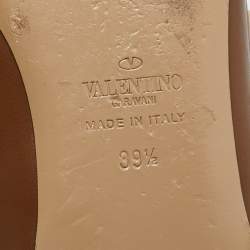 VALENTINO
GARAVANI
MADE IN ITALY
39½